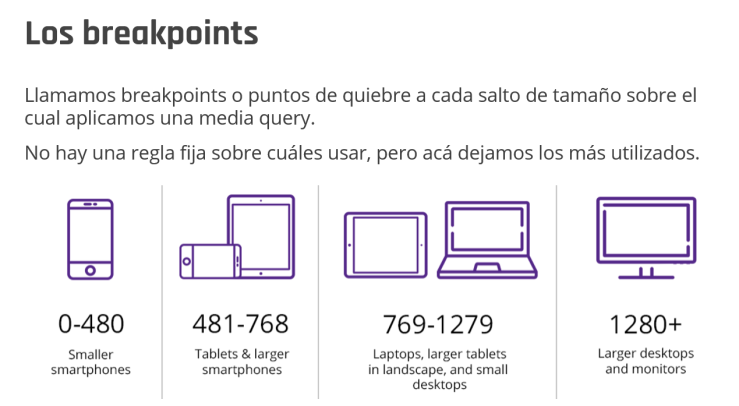 Los breakpoints
Llamamos breakpoints o puntos de quiebre a cada salto de tamaño sobre el
cual aplicamos una media query.
No hay una regla fija sobre cuáles usar, pero acá dejamos los más utilizados.
0-480
Smaller
smartphones
481-768
Tablets & larger
smartphones
769-1279
Laptops, larger tablets
in landscape, and small
desktops
1280+
Larger desktops
and monitors